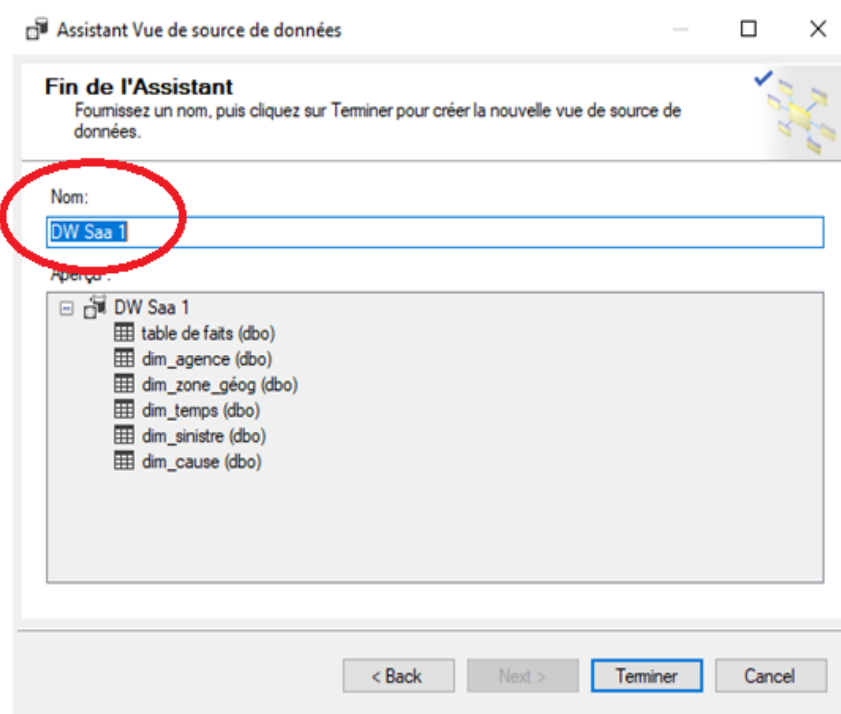 Assistant Vue de source de données
Fin de l'Assistant
Fournissez un nom, puis cliquez sur Terminer pour créer la nouvelle vue de source de
données.
Nom:
DW Saa 1
Aperçu :
DW Saa 1
table de faits (dbo)
dim_agence (dbo)
dim_zone_géog (dbo)
dim_temps (dbo)
dim_sinistre (dbo)
dim_cause (dbo)
< Back
Next >
Terminer
Cancel